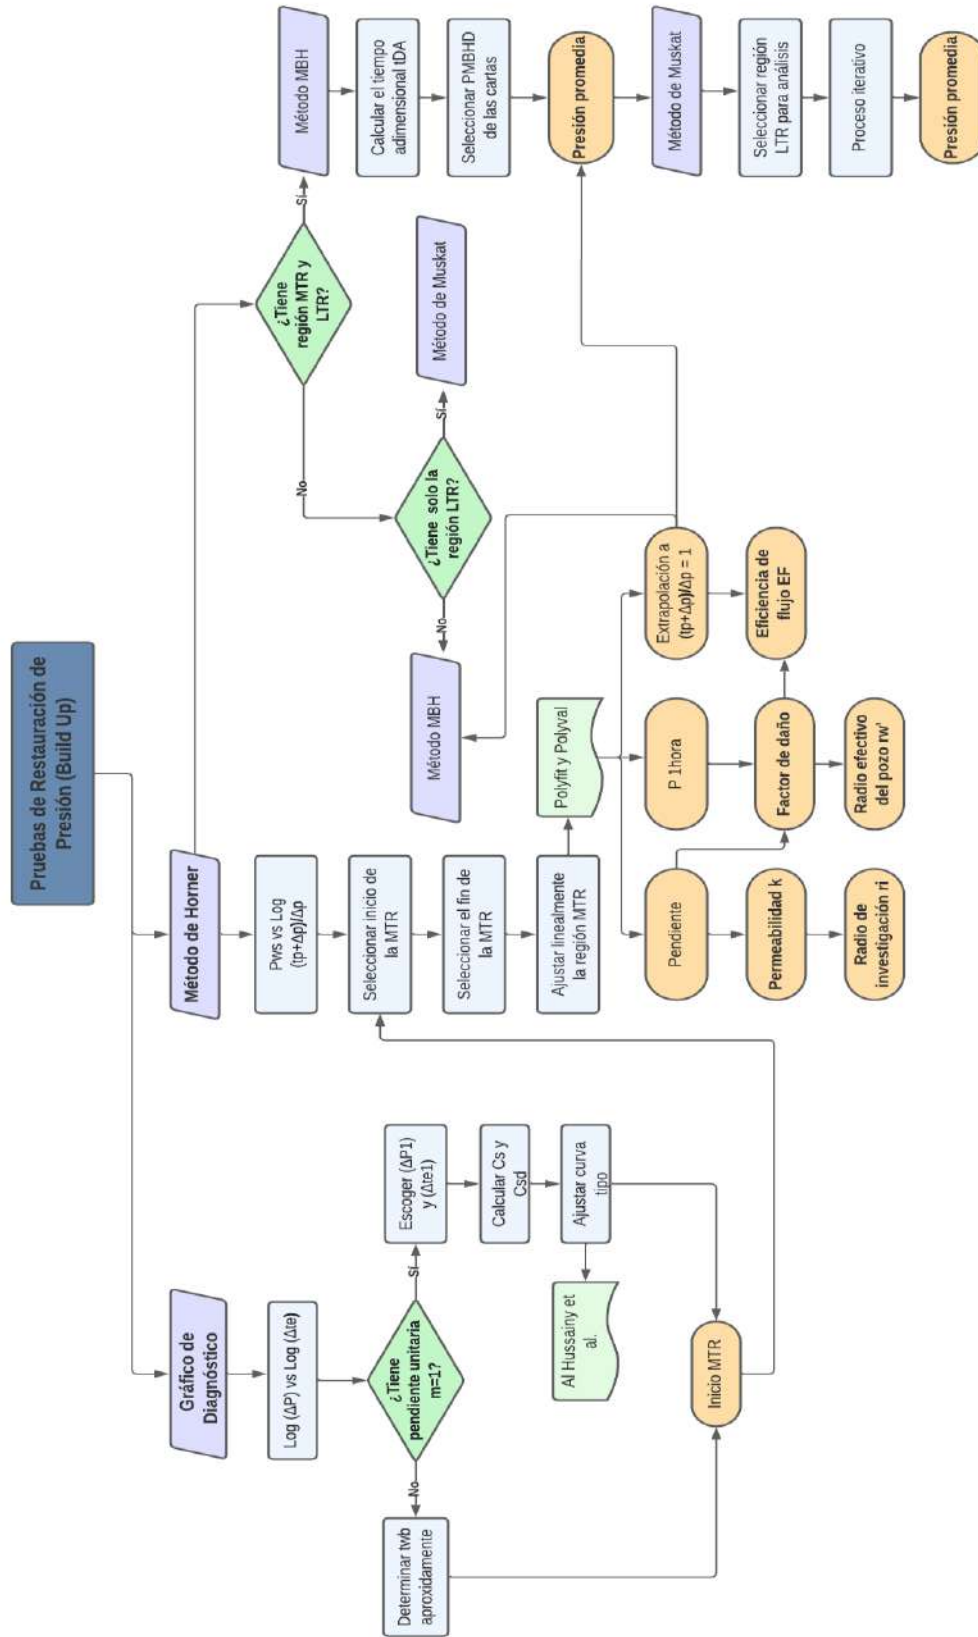 Pruebas de Restauración de
Presión (Build Up)
Gráfico de
Diagnóstico
Log (ΔP) vs Log (Δte)
¿Tiene
pendiente unitaria
m=1?
No
Sí
Determinar twb
aproxidamente
Escoger (ΔP1)
y (Δte1)
Calcular Cs y
Csd
Ajustar curva
tipo
Al Hussainy et
al.
Inicio MTR
Método de Horner
Pws vs Log
(tp+Δp)/Δp
Seleccionar inicio de
la MTR
Seleccionar el fin de
la MTR
Ajustar linealmente
la región MTR
Polyfit y Polyval
Pendiente
Permeabilidad k
Radio de
investigación ri
P 1hora
Factor de daño
Radio efectivo
del pozo rw'
Extrapolación a
(tp+Δp)/Δp = 1
Eficiencia de
flujo EF
¿Tiene
región MTR y
LTR?
No
Sí
¿Tiene solo la
región LTR?
No
Sí
Método MBH
Método de Muskat
Método MBH
Calcular el tiempo
adimensional tDA
Seleccionar PMBHD
de las cartas
Presión promedia
Método de Muskat
Seleccionar región
LTR para análisis
Proceso iterativo
Presión promedia